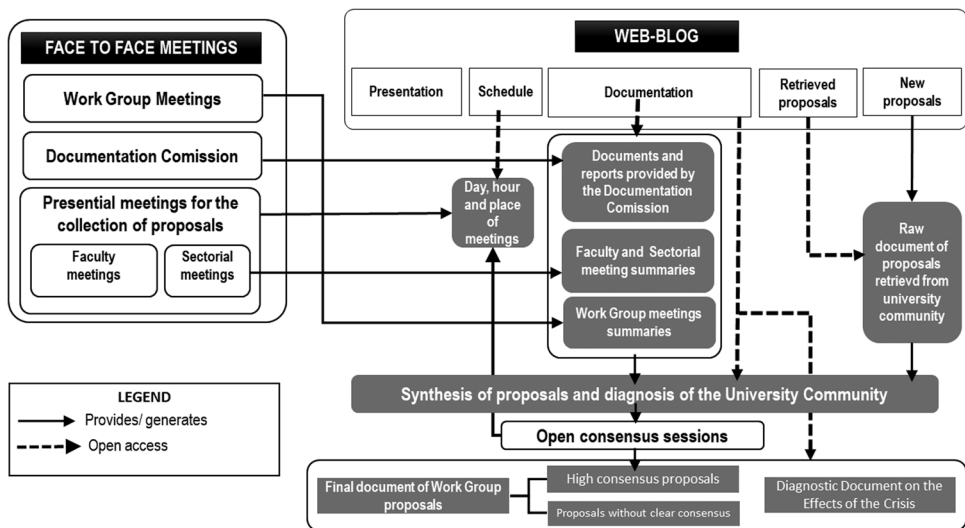 FACE TO FACE MEETINGS
Work Group Meetings
Documentation Comission
Presential meetings for the
collection of proposals
Faculty
meetings
Sectorial
meetings
WEB-BLOG
Presentation
Schedule
Documentation
Retrieved
proposals
New
proposals
Day, hour
and place
of
meetings
Documents and
reports provided by
the Documentation
Comission
Faculty and Sectorial
meeting summaries
Work Group meetings
summaries
Raw
document of
proposals
retrievd from
university
community
Synthesis of proposals and diagnosis of the University Community
Open consensus sessions
Final document of Work Group
proposals
High consensus proposals
Proposals without clear consensus
Diagnostic Document on the
Effects of the Crisis
LEGEND
Provides/ generates
Open access